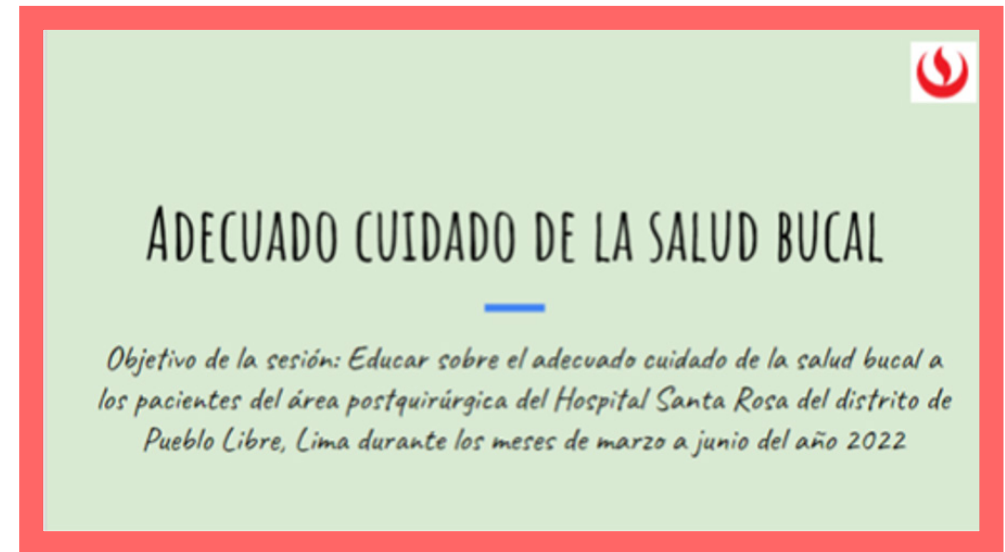 ADECUADO CUIDADO DE LA SALUD BUCAL
Objetivo de la sesión: Educar sobre el adecuado cuidado de la salud bucal a
los pacientes del área postquirúrgica del Hospital Santa Rosa del distrito de
Pueblo Libre, Lima durante los meses de marzo a junio del año 2022